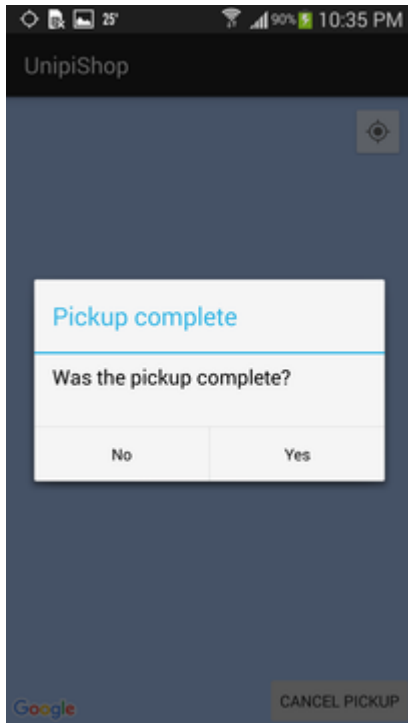 25° 90% 10:35 PM
UnipiShop
Pickup complete
Was the pickup complete?
No Yes
CANCEL PICKUP
Google